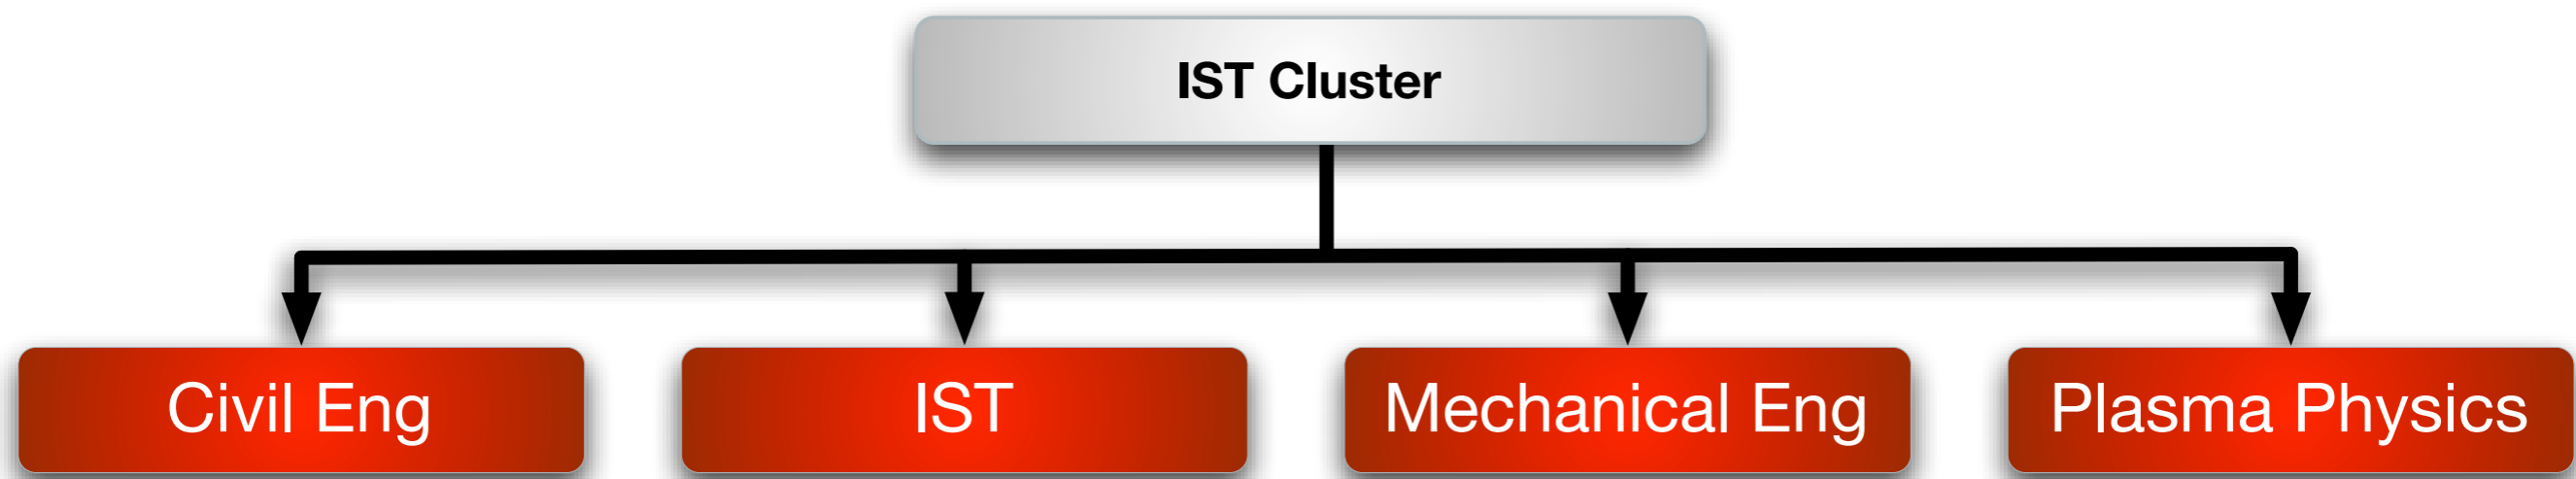 IST Cluster
Civil Eng
IST
Mechanical Eng
Plasma Physics